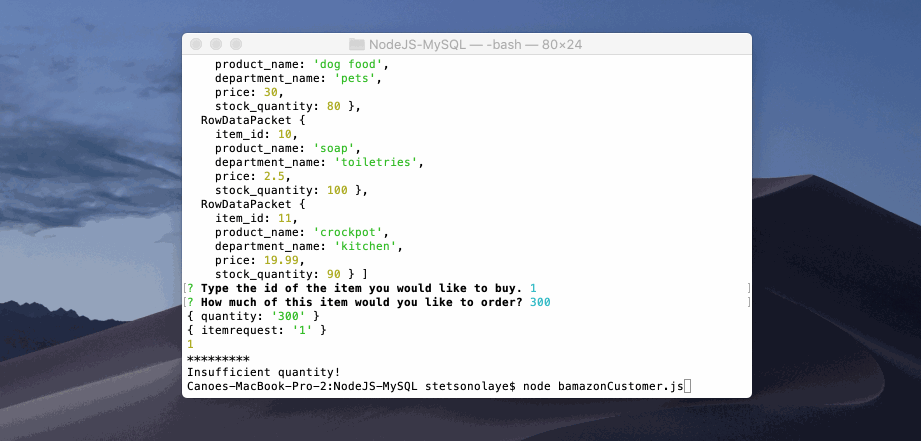 NodeJS-MySQL — -bash — 80×24
product_name: 'dog food',
department_name: 'pets',
price: 30,
stock_quantity: 80 },
RowDataPacket {
item_id: 10,
product_name: 'soap',
department_name: 'toiletries',
price: 2.5,
stock_quantity: 100 },
RowDataPacket {
item_id: 11,
product_name: 'crockpot',
department_name: 'kitchen',
price: 19.99,
stock_quantity: 90 } ]
[? Type the id of the item you would like to buy. 1 ]
[? How much of this item would you like to order? 300 ]
{ quantity: '300' }
{ itemrequest: '1' }
1
*********
Insufficient quantity!
Canoes-MacBook-Pro-2:NodeJS-MySQL stetsonolaye$ node bamazonCustomer.js